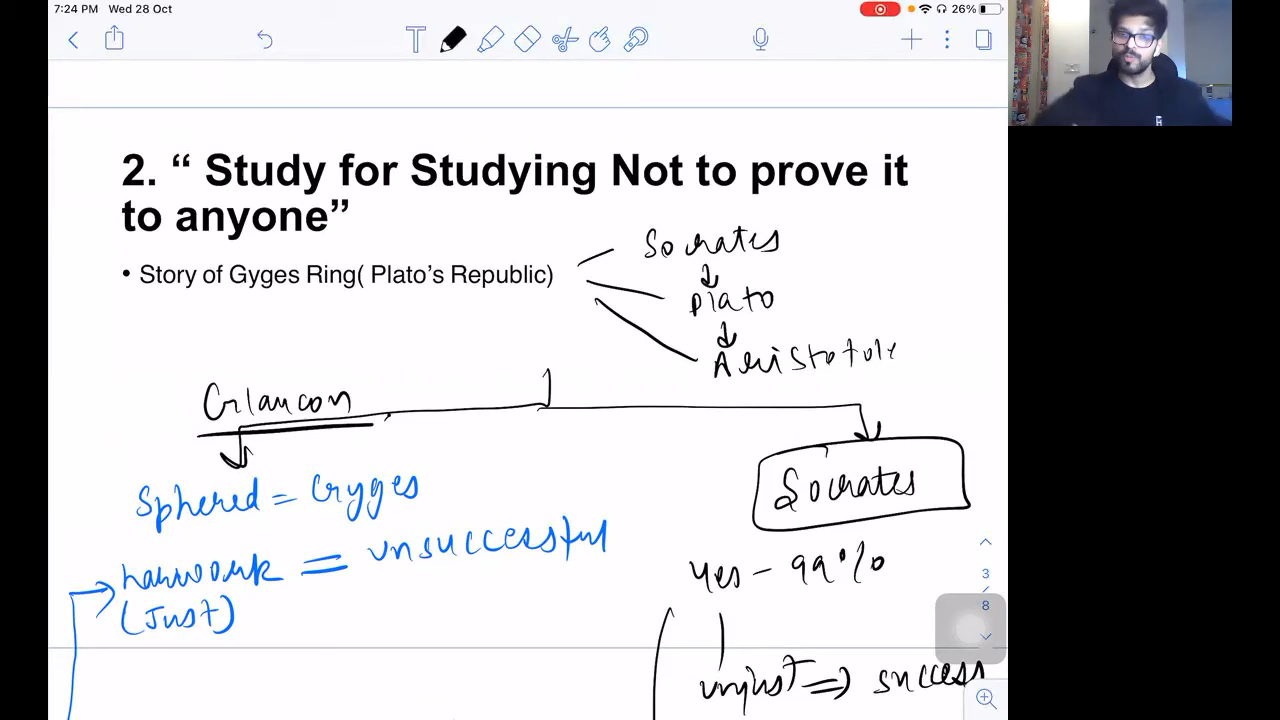 7:24 PM Wed 28 Oct
26%
2. “ Study for Studying Not to prove it
to anyone”
• Story of Gyges Ring( Plato’s Republic)
Socrates
Plato
Aristotle
Glaucon
Sphered = Gyges
Socrates
= unsuccessful
(Just)
Yes - 99%
unjust => success
3
/
8